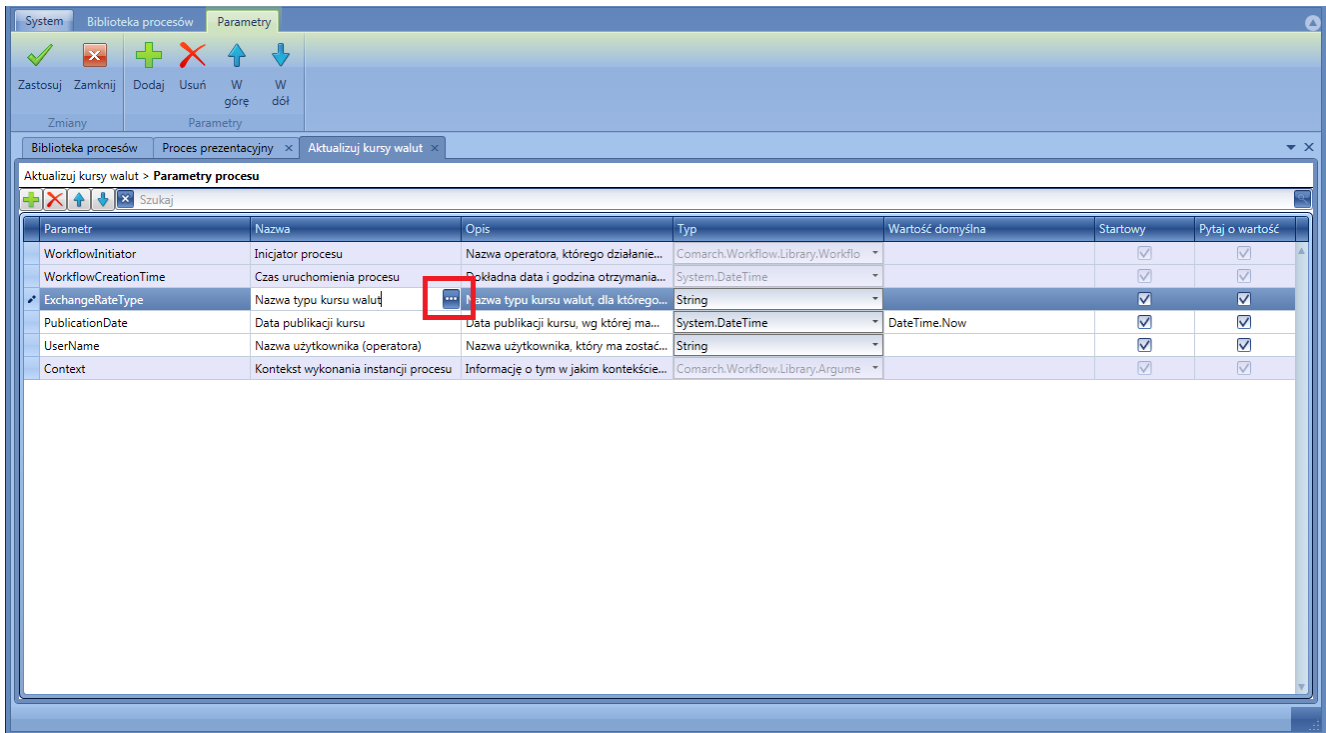 System Biblioteka procesów Parametry
Zastosuj Zamknij Dodaj Usuń W górę W dół
Zmiany Parametry
Biblioteka procesów Proces prezentacyjny Aktualizuj kursy walut
Aktualizuj kursy walut > Parametry procesu
Szukaj
Parametr Nazwa Opis Typ Wartość domyślna Startowy Pytaj o wartość
WorkflowInitiator Inicjator procesu Nazwa operatora, którego działanie... Comarch.Workflow.Library.Workflo
WorkflowCreationTime Czas uruchomienia procesu Dokładna data i godzina otrzymania... System.DateTime
ExchangeRateType Nazwa typu kursu walut ... Nazwa typu kursu walut, dla którego... String
PublicationDate Data publikacji kursu Data publikacji kursu, wg której ma... System.DateTime DateTime.Now
UserName Nazwa użytkownika (operatora) Nazwa użytkownika, który ma zostać... String
Context Kontekst wykonania instancji procesu Informację o tym w jakim kontekście... Comarch.Workflow.Library.Argume